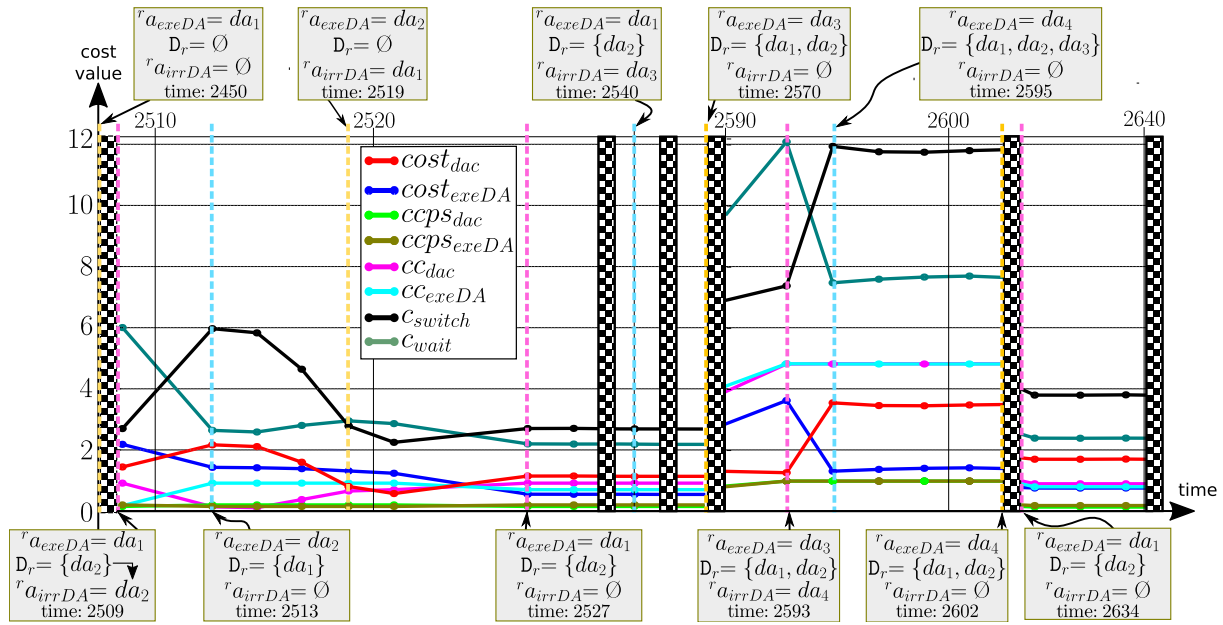 ʳa_exeDA = da₁
D_r = Ø
ʳa_irrDA = Ø
time: 2450
ʳa_exeDA = da₂
D_r = Ø
ʳa_irrDA = da₁
time: 2519
ʳa_exeDA = da₁
D_r = {da₂}
ʳa_irrDA = da₃
time: 2540
ʳa_exeDA = da₃
D_r = {da₁, da₂}
ʳa_irrDA = Ø
time: 2570
ʳa_exeDA = da₄
D_r = {da₁, da₂, da₃}
ʳa_irrDA = Ø
time: 2595
cost
value
2510
2520
2590
2600
2640
12
10
8
6
4
2
0
cost_dac
cost_exeDA
ccps_dac
ccps_exeDA
cc_dac
cc_exeDA
c_switch
c_wait
time
ʳa_exeDA = da₁
D_r = {da₂}
ʳa_irrDA = da₂
time: 2509
ʳa_exeDA = da₂
D_r = {da₁}
ʳa_irrDA = Ø
time: 2513
ʳa_exeDA = da₁
D_r = {da₂}
ʳa_irrDA = Ø
time: 2527
ʳa_exeDA = da₃
D_r = {da₁, da₂}
ʳa_irrDA = da₄
time: 2593
ʳa_exeDA = da₄
D_r = {da₁, da₂}
ʳa_irrDA = Ø
time: 2602
ʳa_exeDA = da₁
D_r = {da₂}
ʳa_irrDA = Ø
time: 2634